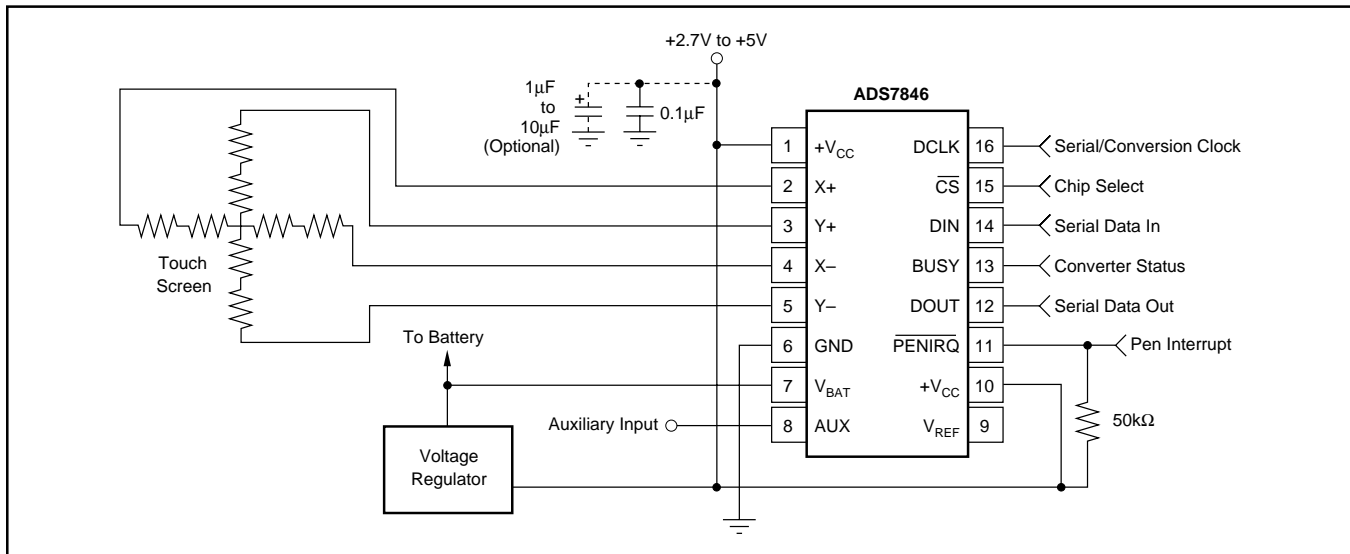 +2.7V to +5V
1µF
to
10µF
(Optional)
+
0.1µF
ADS7846
Touch
Screen
To Battery
Voltage
Regulator
Auxiliary Input
1 +VCC
2 X+
3 Y+
4 X–
5 Y–
6 GND
7 VBAT
8 AUX
DCLK 16 Serial/Conversion Clock
CS 15 Chip Select
DIN 14 Serial Data In
BUSY 13 Converter Status
DOUT 12 Serial Data Out
PENIRQ 11 Pen Interrupt
+VCC 10
VREF 9
50kΩ